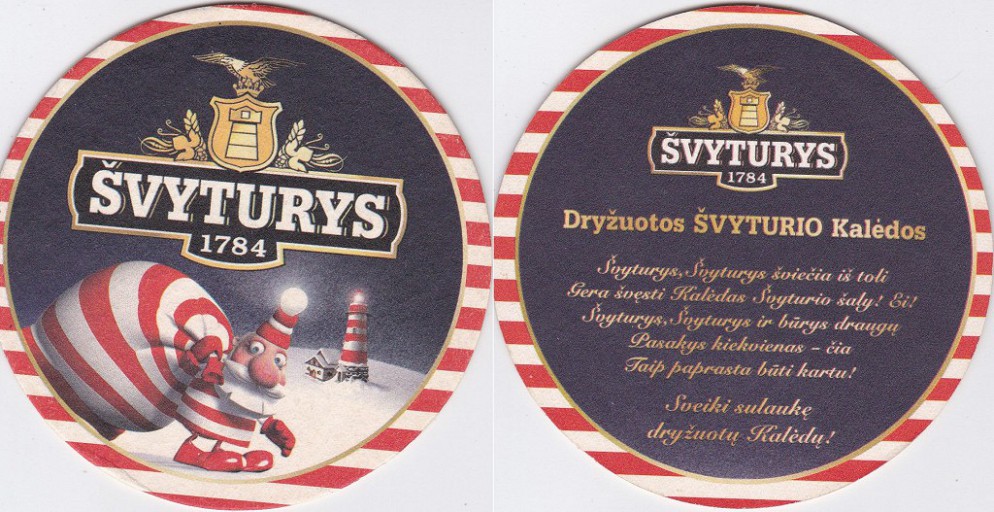 ŠVYTURYS
1784
ŠVYTURYS
1784
Dryžuotos ŠVYTURIO Kalėdos
Švyturys, Švyturys šviečia iš toli
Gera švęsti Kalėdas Švyturio šaly! Ei!
Švyturys, Švyturys ir būrys draugų
Pasakys kiekvienas – čia
Taip paprasta būti kartu!
Sveiki sulaukę
dryžuotų Kalėdų!